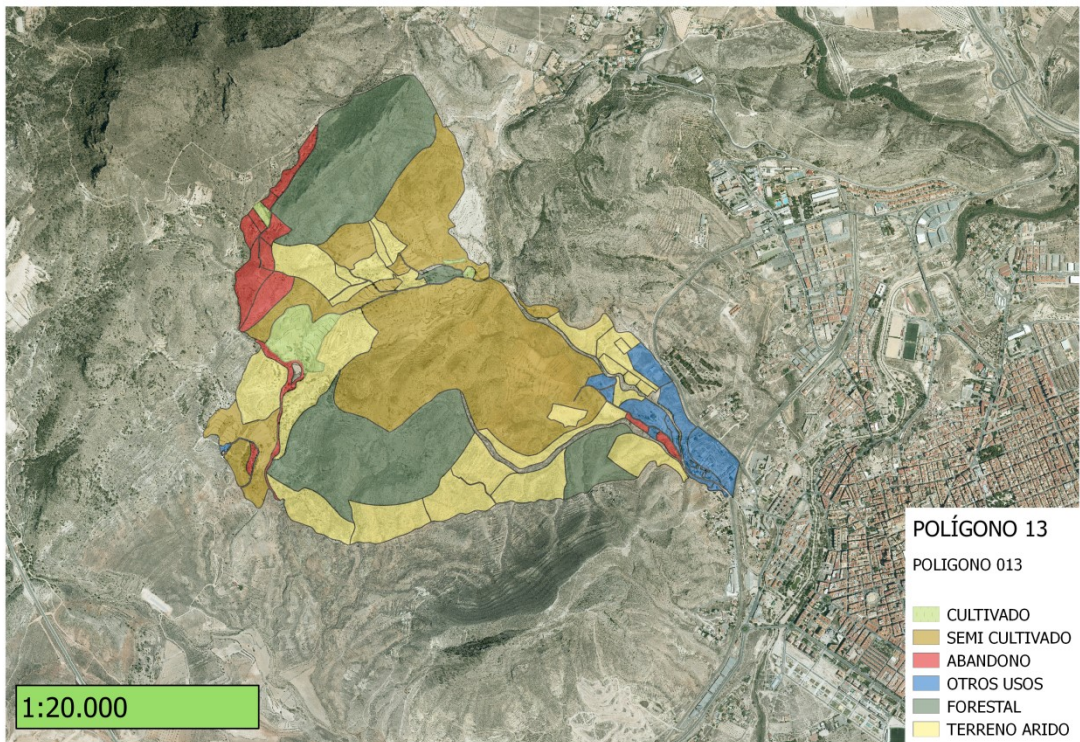 POLÍGONO 13
POLIGONO 013
CULTIVADO
SEMI CULTIVADO
ABANDONO
OTROS USOS
FORESTAL
TERRENO ARIDO
1:20.000